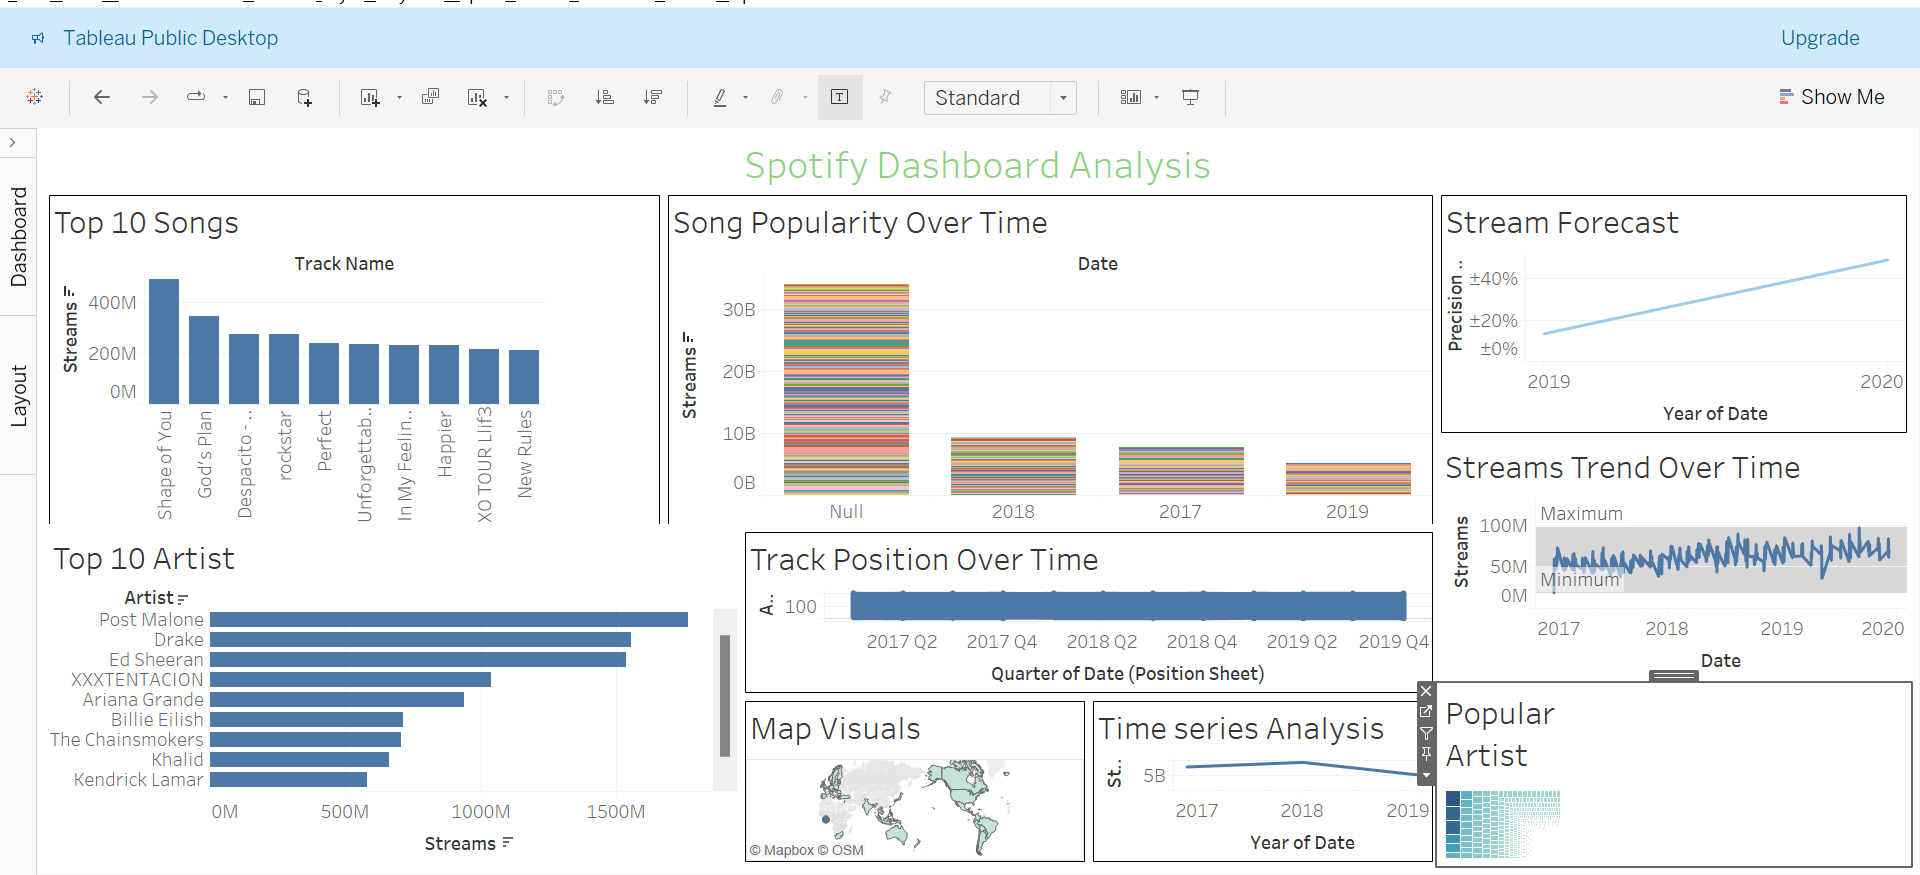 Tableau Public Desktop
Upgrade
Standard
Show Me
Dashboard
Layout
Spotify Dashboard Analysis
Top 10 Songs
Track Name
Streams
400M
200M
0M
Shape of You
God's Plan
Despacito - ..
rockstar
Perfect
Unforgettab..
In My Feelin..
Happier
XO TOUR Llif3
New Rules
Song Popularity Over Time
Date
Streams
30B
20B
10B
0B
Null
2018
2017
2019
Stream Forecast
Precision ..
±40%
±20%
±0%
2019
2020
Year of Date
Streams Trend Over Time
Streams
100M
50M
0M
Maximum
Minimum
2017
2018
2019
2020
Date
Top 10 Artist
Artist
Post Malone
Drake
Ed Sheeran
XXXTENTACION
Ariana Grande
Billie Eilish
The Chainsmokers
Khalid
Kendrick Lamar
0M
500M
1000M
1500M
Streams
Track Position Over Time
A..
100
2017 Q2
2017 Q4
2018 Q2
2018 Q4
2019 Q2
2019 Q4
Quarter of Date (Position Sheet)
Map Visuals
© Mapbox © OSM
Time series Analysis
St..
5B
2017
2018
2019
Year of Date
Popular
Artist